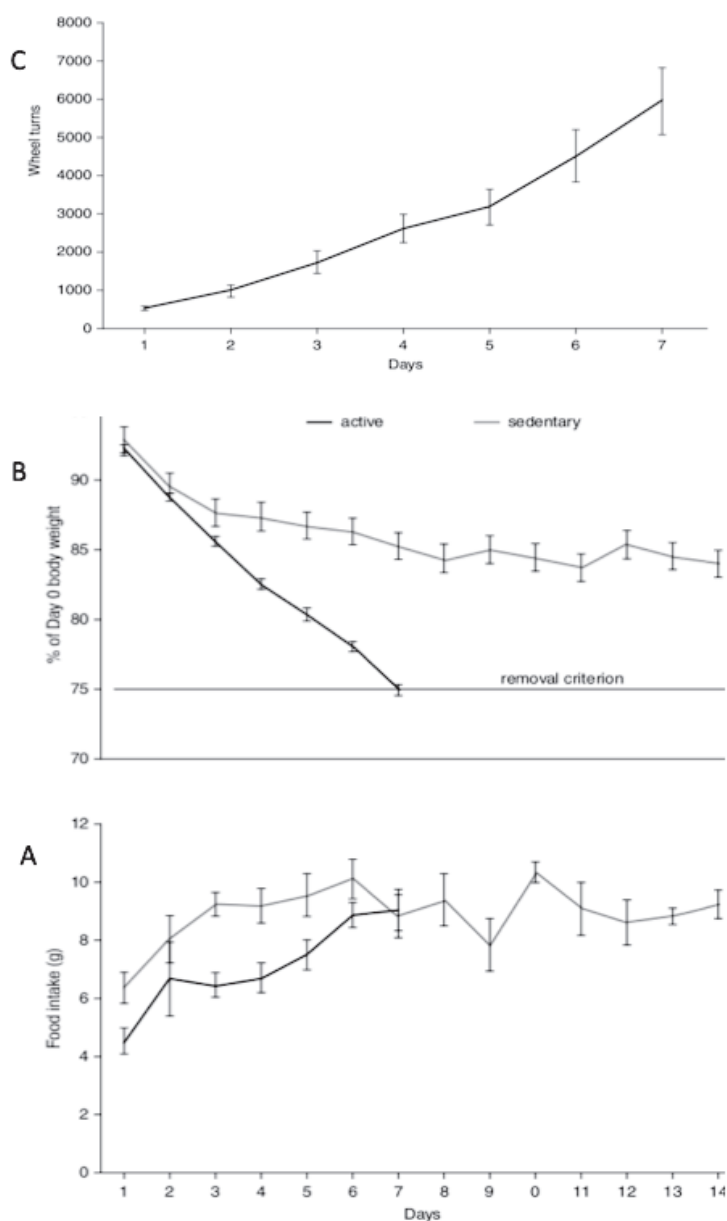 C
Wheel turns
8000
7000
6000
5000
4000
3000
2000
1000
0
1 2 3 4 5 6 7
Days
B
active sedentary
% of Day 0 body weight
90
85
80
75
70
removal criterion
A
Food intake (g)
12
10
8
6
4
2
0
1 2 3 4 5 6 7 8 9 0 11 12 13 14
Days